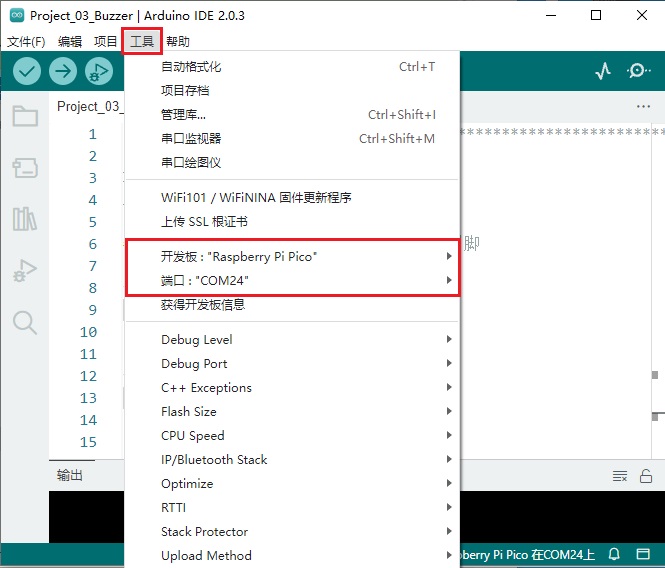 Project_03_Buzzer | Arduino IDE 2.0.3
文件(F) 编辑 项目 工具 帮助
自动格式化 Ctrl+T
项目存档
Project_03_
管理库... Ctrl+Shift+I
串口监视器 Ctrl+Shift+M
串口绘图仪
WiFi101 / WiFiNINA 固件更新程序
上传 SSL 根证书
脚
开发板 : "Raspberry Pi Pico"
端口 : "COM24"
获得开发板信息
Debug Level
Debug Port
C++ Exceptions
Flash Size
CPU Speed
IP/Bluetooth Stack
Optimize
RTTI
Stack Protector
Upload Method
1
2
3
4
5
6
7
8
9
10
11
12
13
14
15
输出
berry Pi Pico 在COM24上